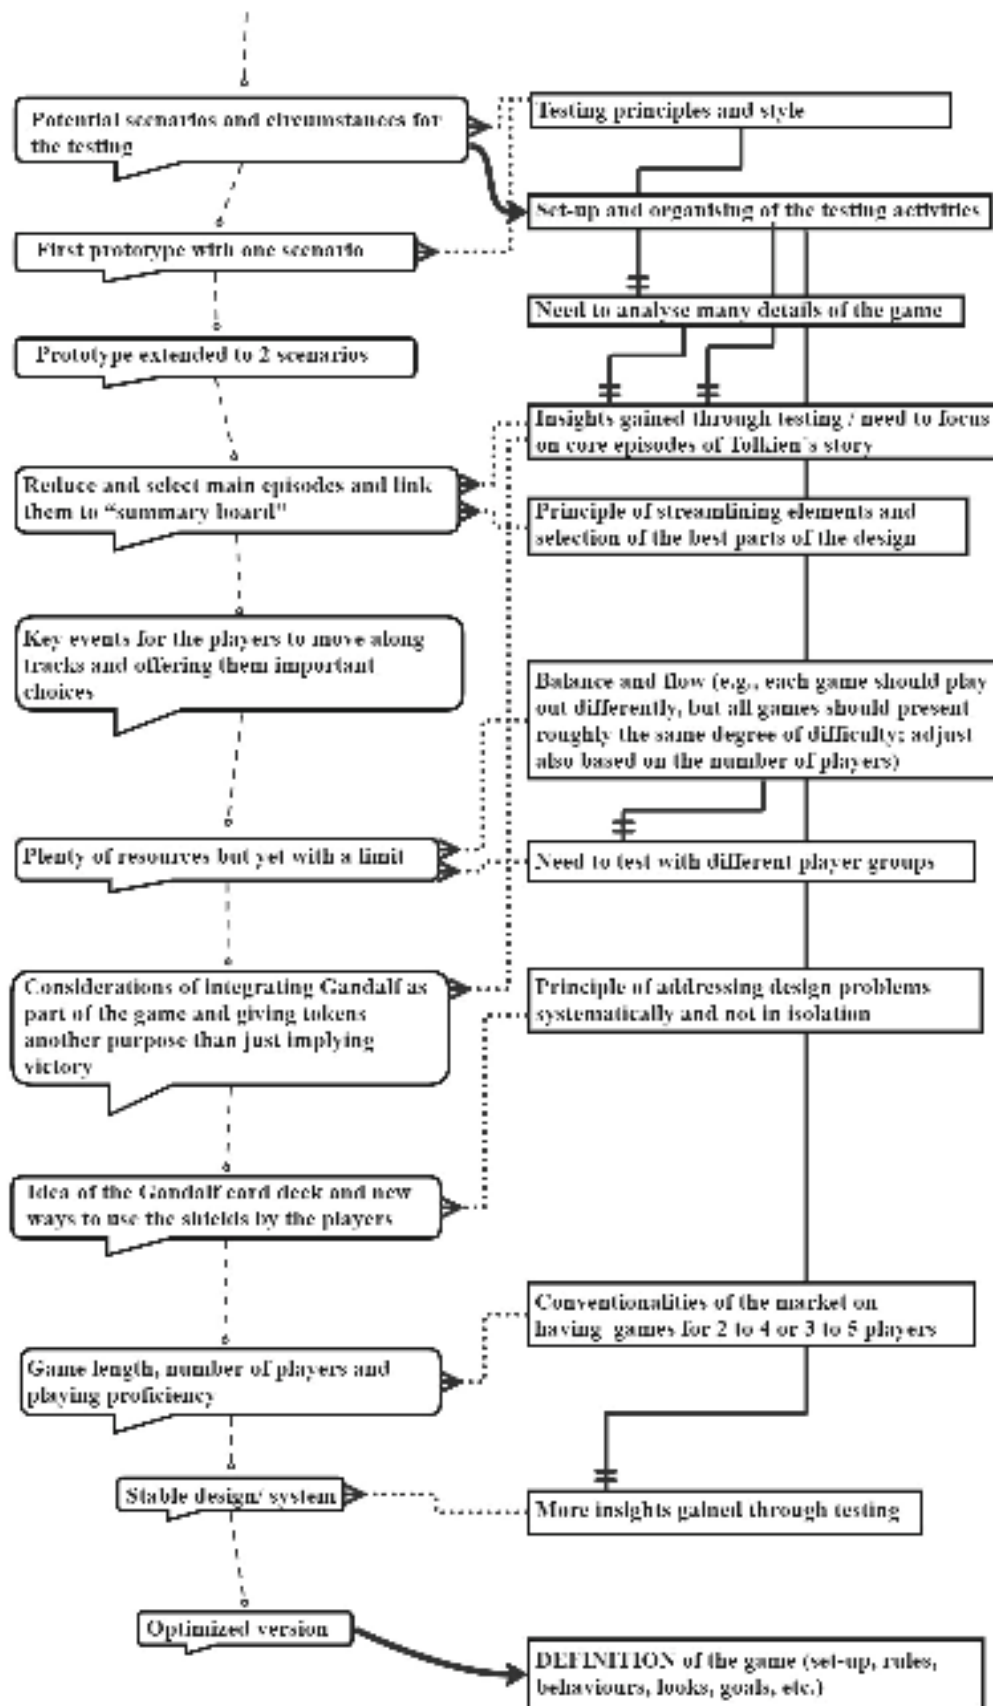 Potential scenarios and circumstances for
the testing
Testing principles and style
Set-up and organising of the testing activities
First prototype with one scenario
Need to analyse many details of the game
Prototype extended to 2 scenarios
Insights gained through testing / need to focus
on core episodes of Tolkien's story
Reduce and select main episodes and link
them to "summary board"
Principle of streamlining elements and
selection of the best parts of the design
Key events for the players to move along
tracks and offering them important
choices
Balance and flow (e.g., each game should play
out differently, but all games should present
roughly the same degree of difficulty; adjust
also based on the number of players)
Plenty of resources but yet with a limit
Need to test with different player groups
Considerations of integrating Gandalf as
part of the game and giving tokens
another purpose than just implying
victory
Principle of addressing design problems
systematically and not in isolation
Idea of the Gandalf card deck and new
ways to use the shields by the players
Conventionalities of the market on
having games for 2 to 4 or 3 to 5 players
Game length, number of players and
playing proficiency
Stable design/ system
More insights gained through testing
Optimized version
DEFINITION of the game (set-up, rules,
behaviours, looks, goals, etc.)